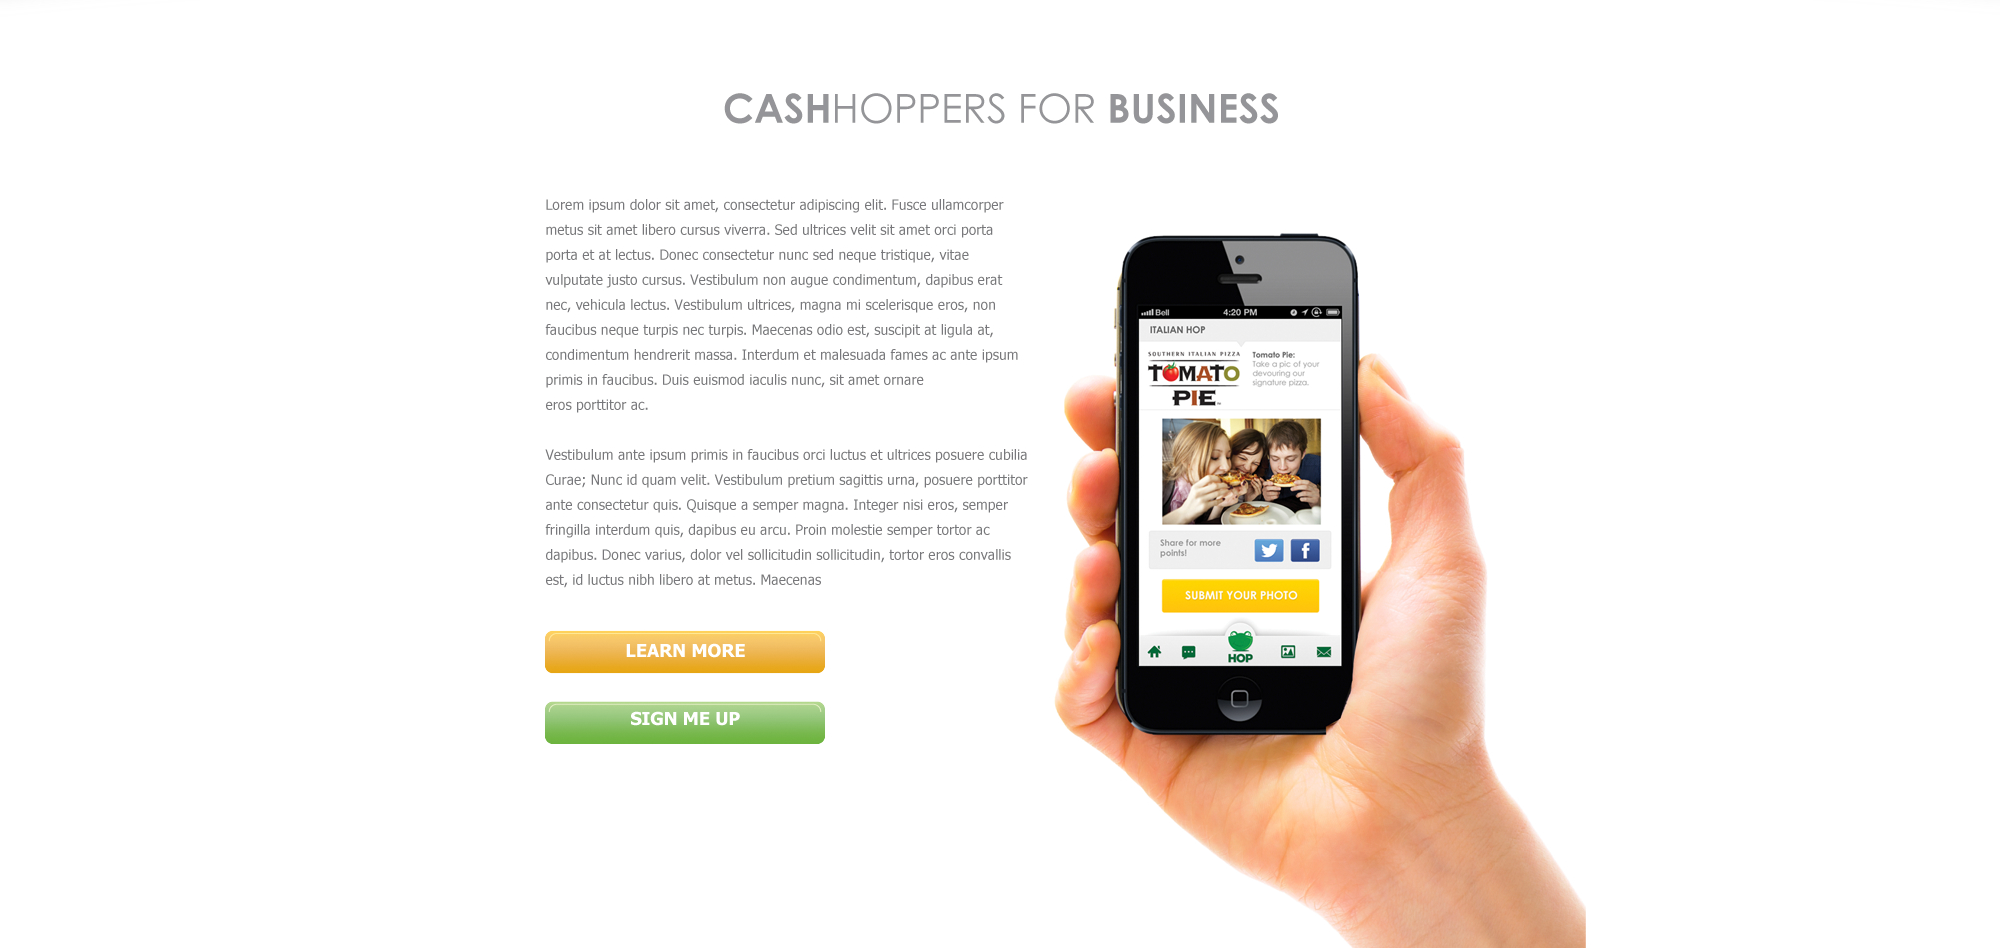 CASHHOPPERS FOR BUSINESS
Lorem ipsum dolor sit amet, consectetur adipiscing elit. Fusce ullamcorper
metus sit amet libero cursus viverra. Sed ultrices velit sit amet orci porta
porta et at lectus. Donec consectetur nunc sed neque tristique, vitae
vulputate justo cursus. Vestibulum non augue condimentum, dapibus erat
nec, vehicula lectus. Vestibulum ultrices, magna mi scelerisque eros, non
faucibus neque turpis nec turpis. Maecenas odio est, suscipit at ligula at,
condimentum hendrerit massa. Interdum et malesuada fames ac ante ipsum
primis in faucibus. Duis euismod iaculis nunc, sit amet ornare
eros porttitor ac.
Vestibulum ante ipsum primis in faucibus orci luctus et ultrices posuere cubilia
Curae; Nunc id quam velit. Vestibulum pretium sagittis urna, posuere porttitor
ante consectetur quis. Quisque a semper magna. Integer nisi eros, semper
fringilla interdum quis, dapibus eu arcu. Proin molestie semper tortor ac
dapibus. Donec varius, dolor vel sollicitudin sollicitudin, tortor eros convallis
est, id luctus nibh libero at metus. Maecenas
LEARN MORE
SIGN ME UP
Bell 4:20 PM
ITALIAN HOP
SOUTHERN ITALIAN PIZZA
TOMATO
PIE
Tomato Pie:
Take a pic of your
devouring our
signature pizza.
Share for more
points!
SUBMIT YOUR PHOTO
HOP